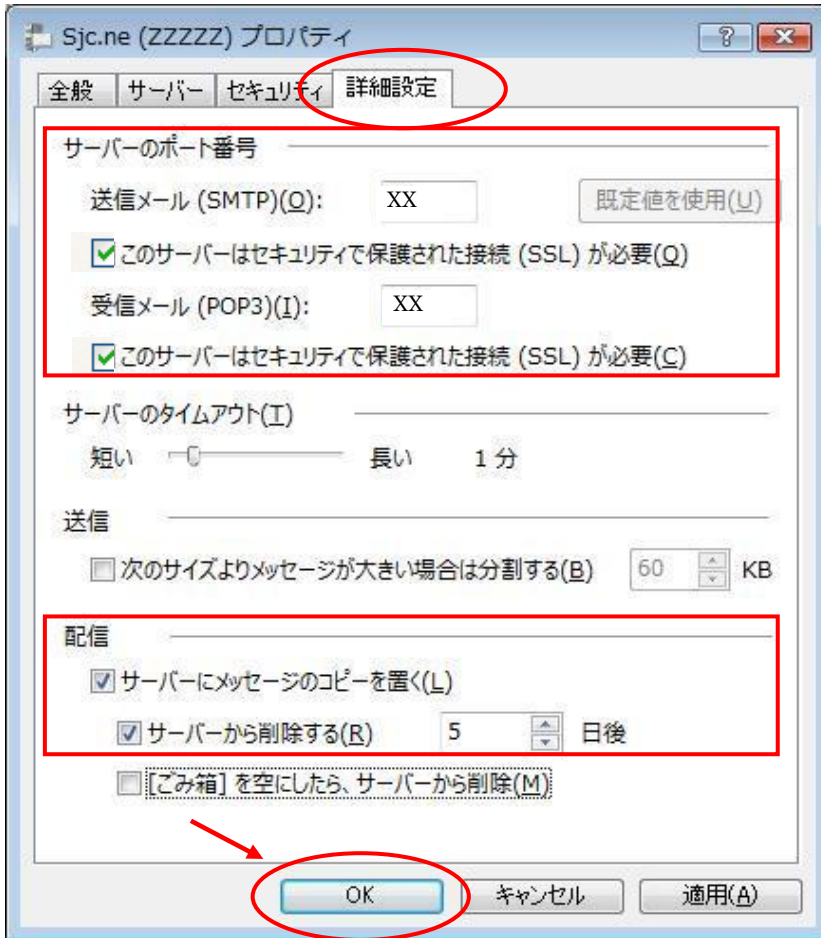 Sjc.ne (ZZZZZ) プロパティ
全般 サーバー セキュリティ 詳細設定
サーバーのポート番号
送信メール (SMTP)(O): XX 既定値を使用(U)
このサーバーはセキュリティで保護された接続 (SSL) が必要(Q)
受信メール (POP3)(I): XX
このサーバーはセキュリティで保護された接続 (SSL) が必要(C)
サーバーのタイムアウト(T)
短い 長い 1 分
送信
次のサイズよりメッセージが大きい場合は分割する(B) 60 KB
配信
サーバーにメッセージのコピーを置く(L)
サーバーから削除する(R) 5 日後
[ごみ箱] を空にしたら、サーバーから削除(M)
OK キャンセル 適用(A)